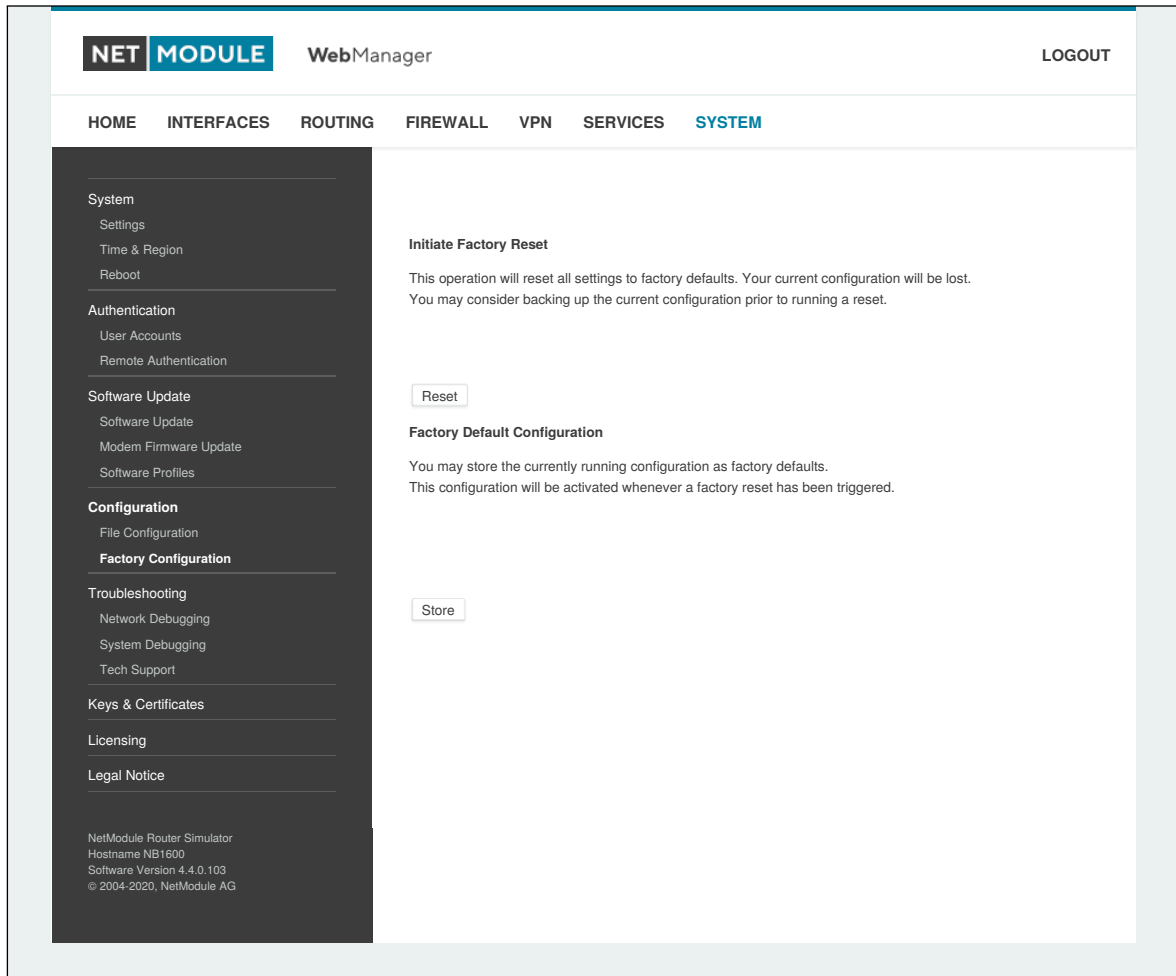 NET MODULE WebManager LOGOUT
HOME INTERFACES ROUTING FIREWALL VPN SERVICES SYSTEM
System
Settings
Time & Region
Reboot
Authentication
User Accounts
Remote Authentication
Software Update
Software Update
Modem Firmware Update
Software Profiles
Configuration
File Configuration
Factory Configuration
Troubleshooting
Network Debugging
System Debugging
Tech Support
Keys & Certificates
Licensing
Legal Notice
NetModule Router Simulator
Hostname NB1600
Software Version 4.4.0.103
© 2004-2020, NetModule AG
Initiate Factory Reset
This operation will reset all settings to factory defaults. Your current configuration will be lost.
You may consider backing up the current configuration prior to running a reset.
Reset
Factory Default Configuration
You may store the currently running configuration as factory defaults.
This configuration will be activated whenever a factory reset has been triggered.
Store